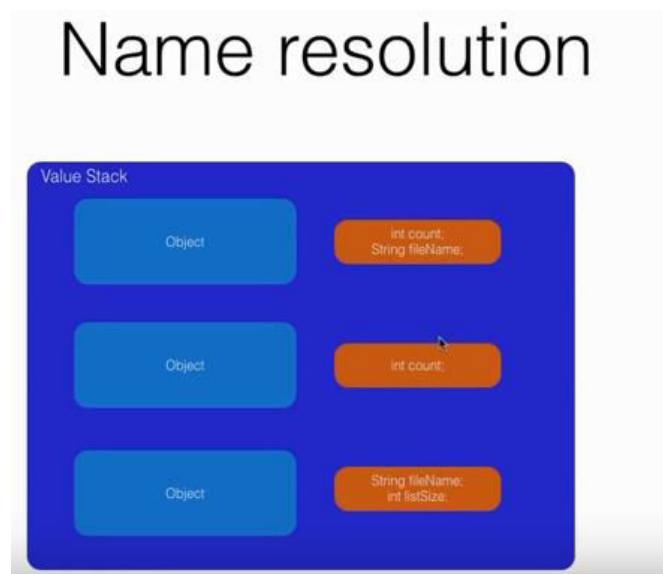 Name resolution
Value Stack
Object
int count;
String fileName;
Object
int count;
Object
String fileName;
int listSize;